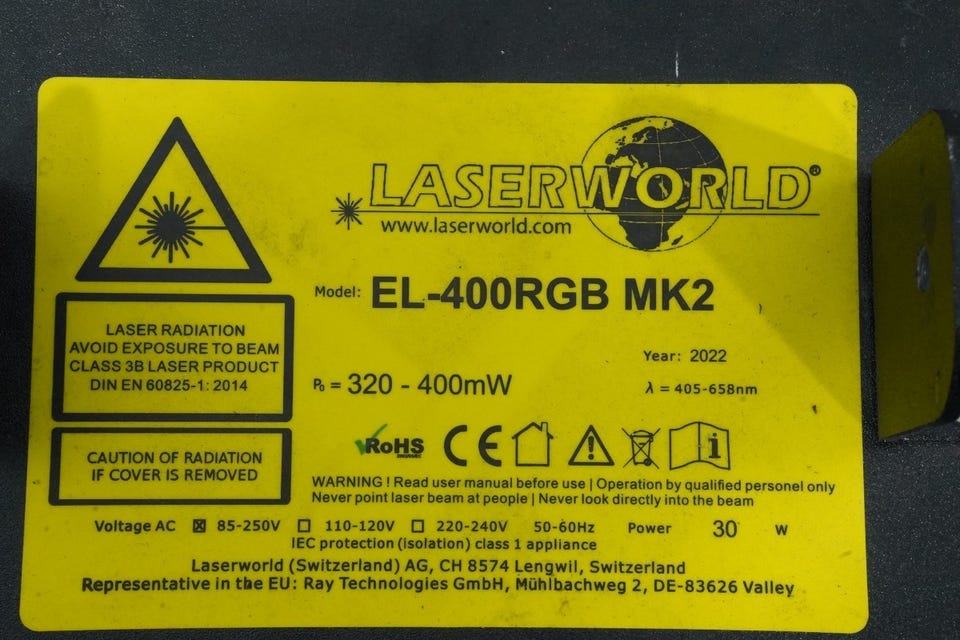 LASERWORLD®
www.laserworld.com
Model: EL-400RGB MK2
LASER RADIATION
AVOID EXPOSURE TO BEAM
CLASS 3B LASER PRODUCT
DIN EN 60825-1: 2014
Year: 2022
P₀ = 320 - 400mW
λ = 405-658nm
CAUTION OF RADIATION
IF COVER IS REMOVED
RoHS
CE
i
WARNING ! Read user manual before use | Operation by qualified personel only
Never point laser beam at people | Never look directly into the beam
Voltage AC ☒ 85-250V ☐ 110-120V ☐ 220-240V 50-60Hz Power 30 W
IEC protection (isolation) class 1 appliance
Laserworld (Switzerland) AG, CH 8574 Lengwil, Switzerland
Representative in the EU: Ray Technologies GmbH, Mühlbachweg 2, DE-83626 Valley